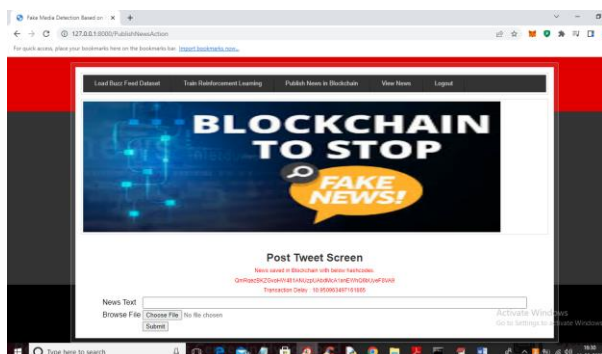 Fake Media Detection Based on
127.0.0.1:8000/PublishNewsAction
For quick access, place your bookmarks here on the bookmarks bar. Import bookmarks now...
Load Buzz Feed Dataset Train Reinforcement Learning Publish News in Blockchain View News Logout
BLOCKCHAIN
TO STOP
FAKE
NEWS!
Post Tweet Screen
News saved in Blockchain with below hashcodes.
Transaction Delay :
News Text
Browse File Choose File No file chosen
Submit
Activate Windows
Go to Settings to activate Windows
Type here to search
16:38